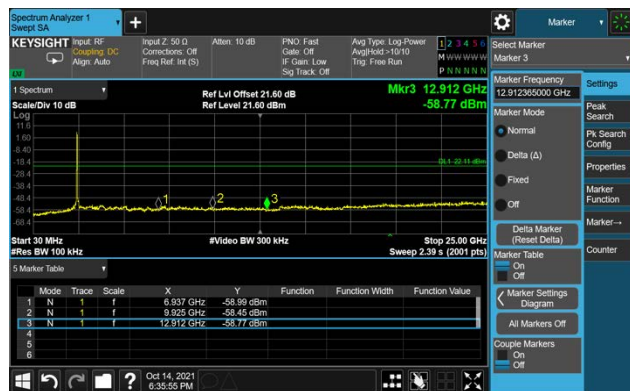 Spectrum Analyzer 1
Swept SA
Marker
KEYSIGHT
Input: RF
Coupling: DC
Align: Auto
Input Z: 50 Ω
Corrections: Off
Freq Ref: Int (S)
Atten: 10 dB
PNO: Fast
Gate: Off
IF Gain: Low
Sig Track: Off
Avg Type: Log-Power
Avg|Hold:>10/10
Trig: Free Run
1 2 3 4 5 6
M W W W W W
P N N N N N
LV
1 Spectrum
Scale/Div 10 dB
Ref Lvl Offset 21.60 dB
Ref Level 21.60 dBm
Mkr3 12.912 GHz
-58.77 dBm
Log
11.6
1.60
-8.40
-18.4
-28.4
-38.4
-48.4
-58.4
-68.4
DL1 -22.11 dBm
1
2
3
Start 30 MHz
#Res BW 100 kHz
#Video BW 300 kHz
Stop 25.00 GHz
Sweep 2.39 s (2001 pts)
5 Marker Table
Mode Trace Scale X Y Function Function Width Function Value
1 N 1 f 6.937 GHz -58.99 dBm
2 N 1 f 9.925 GHz -58.45 dBm
3 N 1 f 12.912 GHz -58.77 dBm
4
5
6
Oct 14, 2021
6:35:55 PM
Select Marker
Marker 3
Marker Frequency
12.912365000 GHz
Marker Mode
Normal
Delta (Δ)
Fixed
Off
Delta Marker
(Reset Delta)
Marker Table
On
Off
Marker Settings
Diagram
All Markers Off
Couple Markers
On
Off
Settings
Peak
Search
Pk Search
Config
Properties
Marker
Function
Marker→
Counter